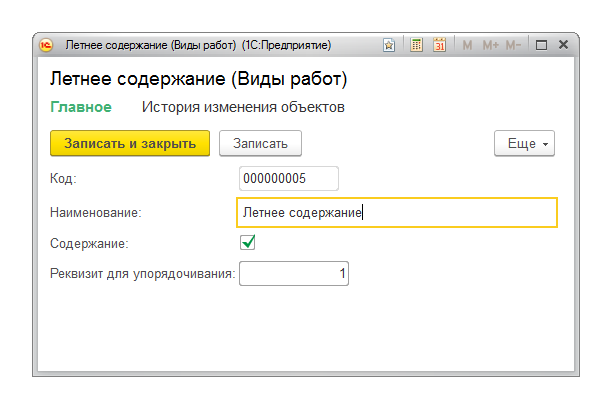 Летнее содержание (Виды работ) (1С:Предприятие)
31 M M+ M-
Летнее содержание (Виды работ)
Главное История изменения объектов
Записать и закрыть Записать Еще
Код: 000000005
Наименование: Летнее содержание
Содержание:
Реквизит для упорядочивания: 1